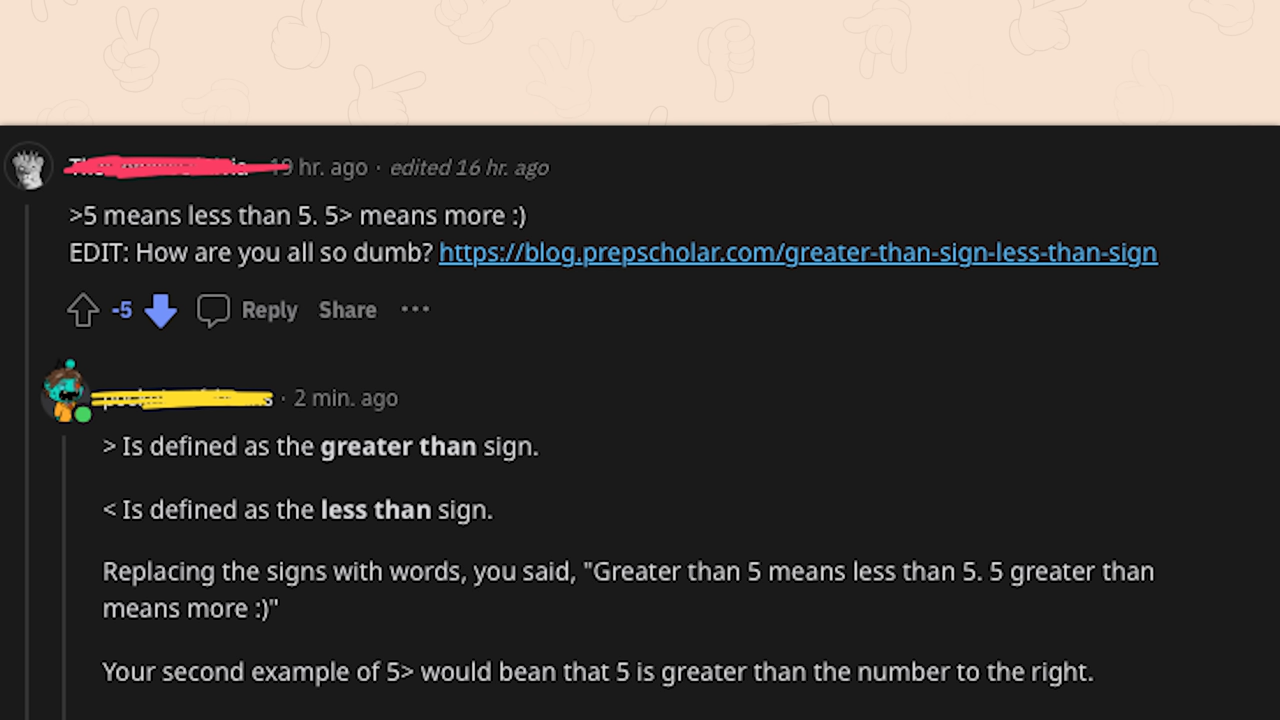 19 hr. ago · edited 16 hr. ago
>5 means less than 5. 5> means more :)
EDIT: How are you all so dumb? https://blog.prepscholar.com/greater-than-sign-less-than-sign
-5 Reply Share ···
· 2 min. ago
> Is defined as the greater than sign.
< Is defined as the less than sign.
Replacing the signs with words, you said, "Greater than 5 means less than 5. 5 greater than
means more :)"
Your second example of 5> would bean that 5 is greater than the number to the right.